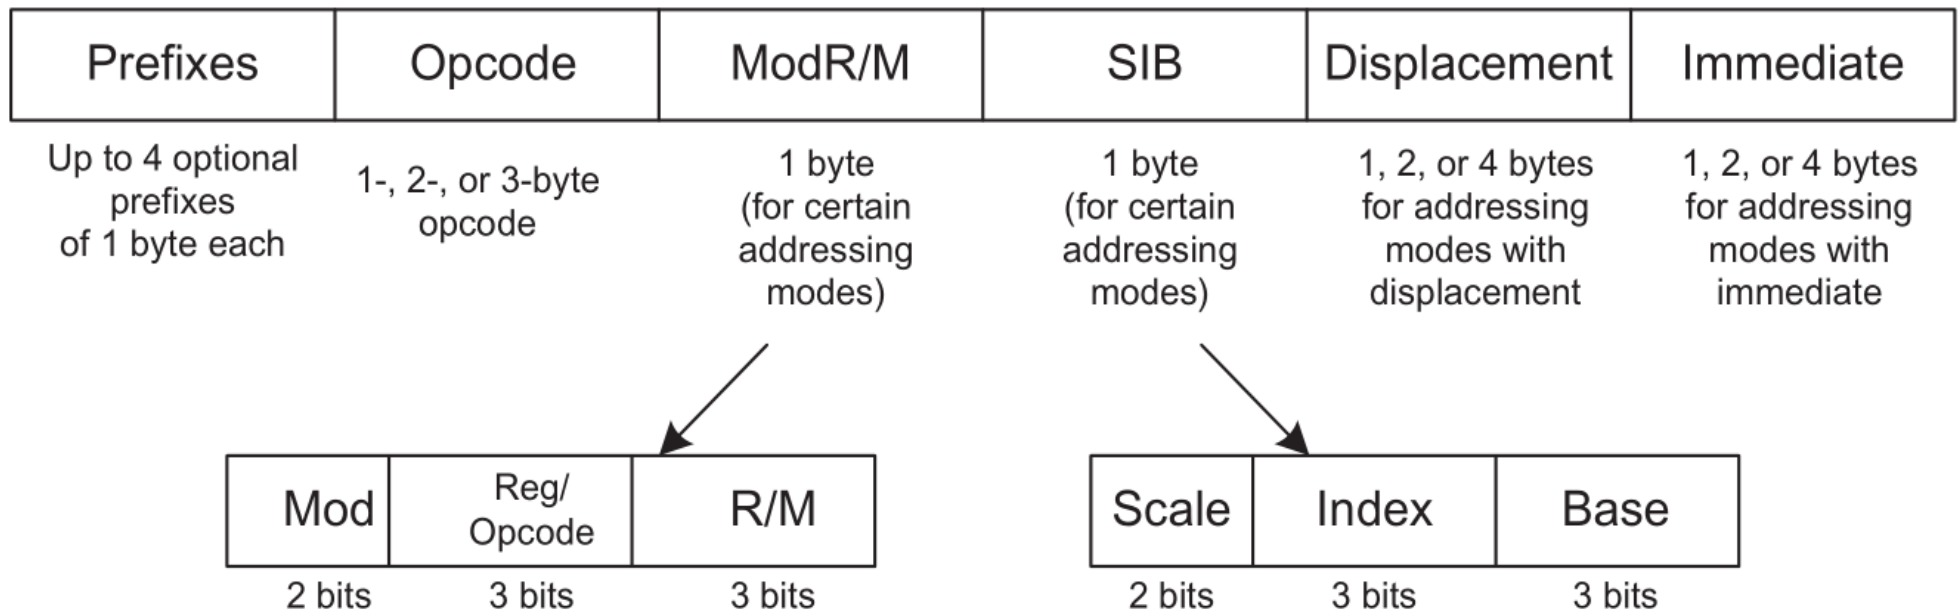 Prefixes Opcode ModR/M SIB Displacement Immediate
Up to 4 optional
prefixes
of 1 byte each
1-, 2-, or 3-byte
opcode
1 byte
(for certain
addressing
modes)
1 byte
(for certain
addressing
modes)
1, 2, or 4 bytes
for addressing
modes with
displacement
1, 2, or 4 bytes
for addressing
modes with
immediate
Mod
Reg/
Opcode
R/M
2 bits 3 bits 3 bits
Scale Index Base
2 bits 3 bits 3 bits